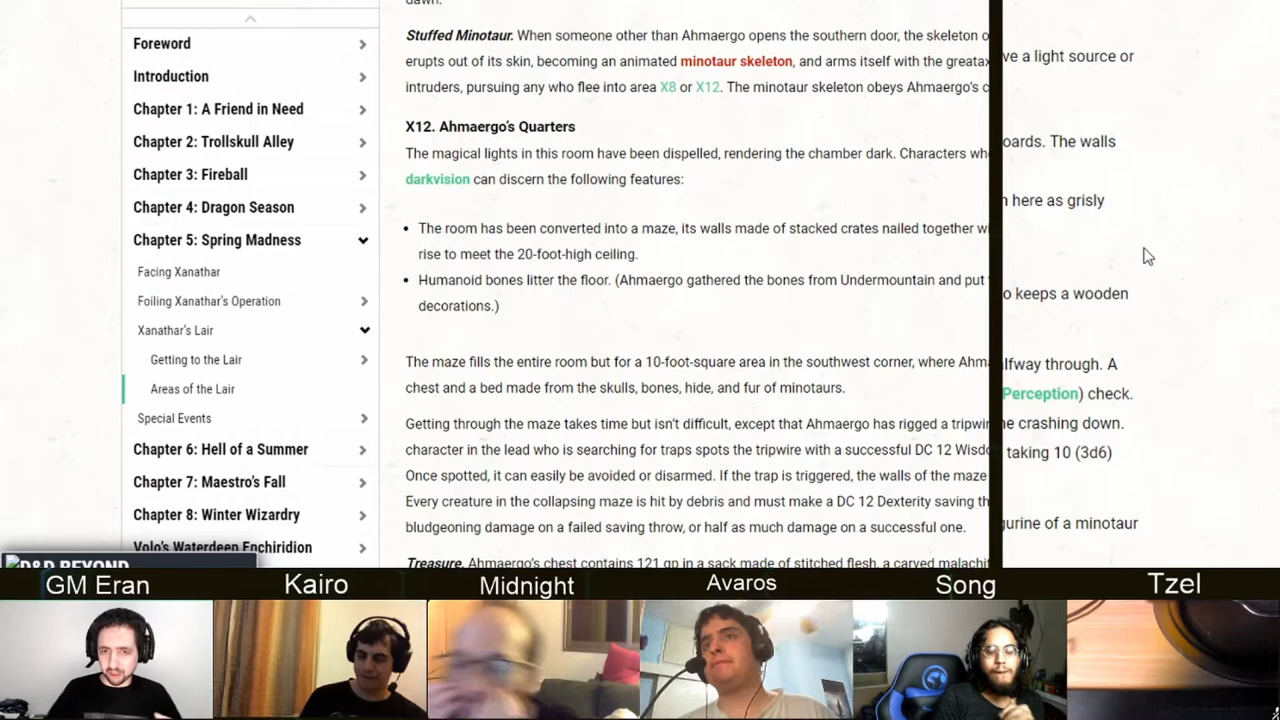 dawn.
Foreword
Introduction
Chapter 1: A Friend in Need
Chapter 2: Trollskull Alley
Chapter 3: Fireball
Chapter 4: Dragon Season
Chapter 5: Spring Madness
Facing Xanathar
Foiling Xanathar's Operation
Xanathar's Lair
Getting to the Lair
Areas of the Lair
Special Events
Chapter 6: Hell of a Summer
Chapter 7: Maestro's Fall
Chapter 8: Winter Wizardry
Volo's Waterdeep Enchiridion
D&D BEYOND
Stuffed Minotaur. When someone other than Ahmaergo opens the southern door, the skeleton o
erupts out of its skin, becoming an animated minotaur skeleton, and arms itself with the greatax
intruders, pursuing any who flee into area X8 or X12. The minotaur skeleton obeys Ahmaergo's c
X12. Ahmaergo's Quarters
The magical lights in this room have been dispelled, rendering the chamber dark. Characters wh
darkvision can discern the following features:
• The room has been converted into a maze, its walls made of stacked crates nailed together w
rise to meet the 20-foot-high ceiling.
• Humanoid bones litter the floor. (Ahmaergo gathered the bones from Undermountain and put
decorations.)
The maze fills the entire room but for a 10-foot-square area in the southwest corner, where Ahm
chest and a bed made from the skulls, bones, hide, and fur of minotaurs.
Getting through the maze takes time but isn't difficult, except that Ahmaergo has rigged a tripwir
character in the lead who is searching for traps spots the tripwire with a successful DC 12 Wisdo
Once spotted, it can easily be avoided or disarmed. If the trap is triggered, the walls of the maze
Every creature in the collapsing maze is hit by debris and must make a DC 12 Dexterity saving th
bludgeoning damage on a failed saving throw, or half as much damage on a successful one.
Treasure. Ahmaergo's chest contains 121 gp in a sack made of stitched flesh, a carved malachit
ve a light source or
oards. The walls
n here as grisly
o keeps a wooden
lfway through. A
Perception) check.
e crashing down.
taking 10 (3d6)
gurine of a minotaur
GM Eran
Kairo
Midnight
Avaros
Song
Tzel